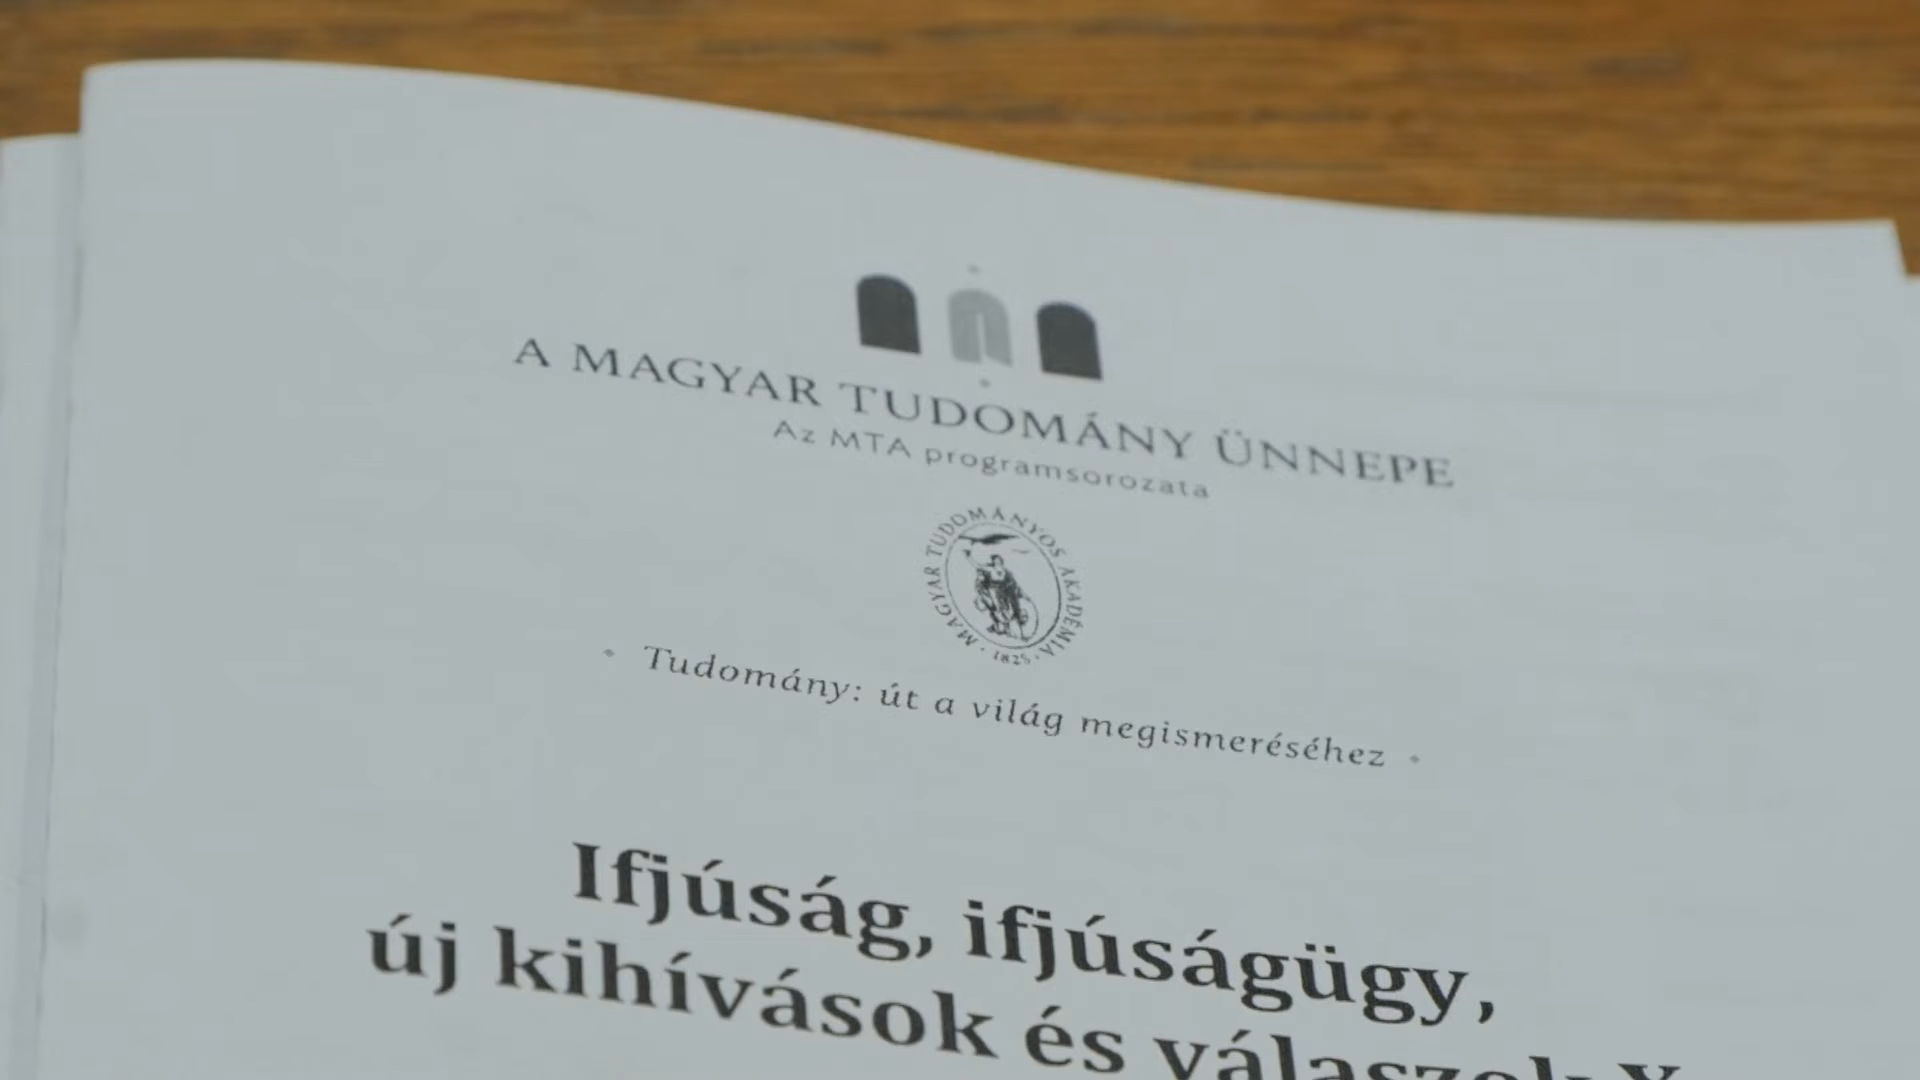 A MAGYAR TUDOMÁNY ÜNNEPE
Az MTA programsorozata
MAGYAR TUDOMÁNYOS AKADÉMIA · 1825 ·
• Tudomány: út a világ megismeréséhez •
Ifjúság, ifjúságügy,
új kihívások és válaszok